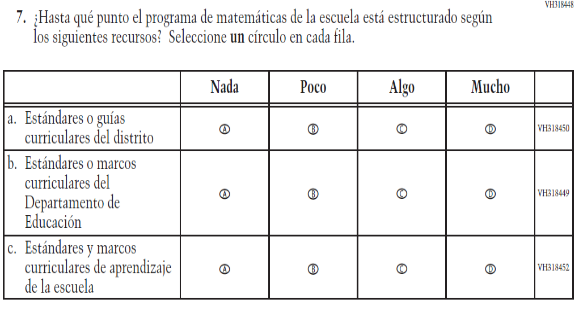 VH318448
7. ¿Hasta qué punto el programa de matemáticas de la escuela está estructurado según
los siguientes recursos? Seleccione un círculo en cada fila.
Nada Poco Algo Mucho
a. Estándares o guías
curriculares del distrito
A B C D VH318450
b. Estándares o marcos
curriculares del
Departamento de
Educación
A B C D VH318449
c. Estándares y marcos
curriculares de aprendizaje
de la escuela
A B C D VH318452